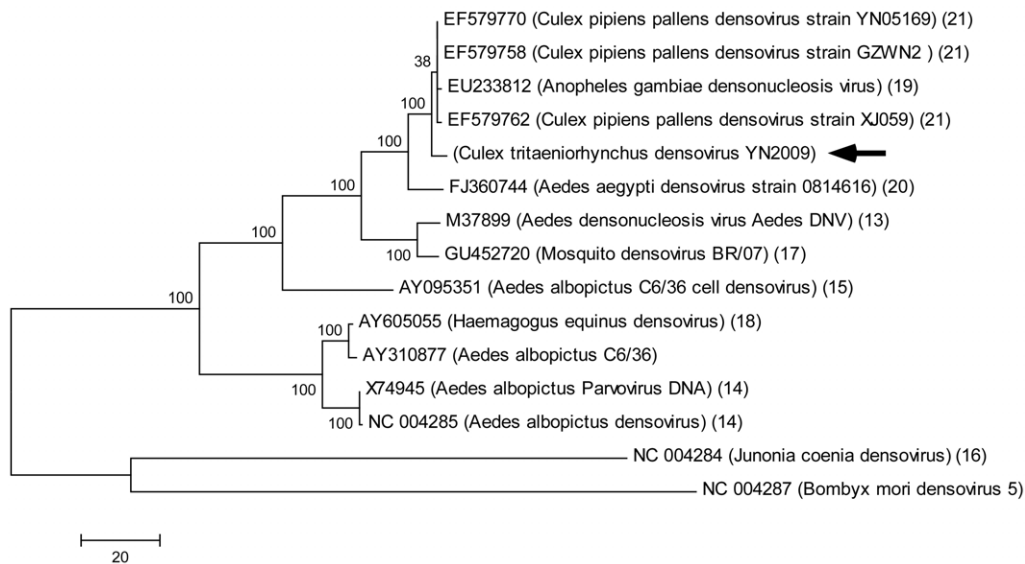 EF579770 (Culex pipiens pallens densovirus strain YN05169) (21)
EF579758 (Culex pipiens pallens densovirus strain GZWN2 ) (21)
38
EU233812 (Anopheles gambiae densonucleosis virus) (19)
100
EF579762 (Culex pipiens pallens densovirus strain XJ059) (21)
100
(Culex tritaeniorhynchus densovirus YN2009)
100
FJ360744 (Aedes aegypti densovirus strain 0814616) (20)
M37899 (Aedes densonucleosis virus Aedes DNV) (13)
100
100
GU452720 (Mosquito densovirus BR/07) (17)
AY095351 (Aedes albopictus C6/36 cell densovirus) (15)
100
AY605055 (Haemagogus equinus densovirus) (18)
100
AY310877 (Aedes albopictus C6/36)
100
X74945 (Aedes albopictus Parvovirus DNA) (14)
100
NC 004285 (Aedes albopictus densovirus) (14)
NC 004284 (Junonia coenia densovirus) (16)
NC 004287 (Bombyx mori densovirus 5)
20